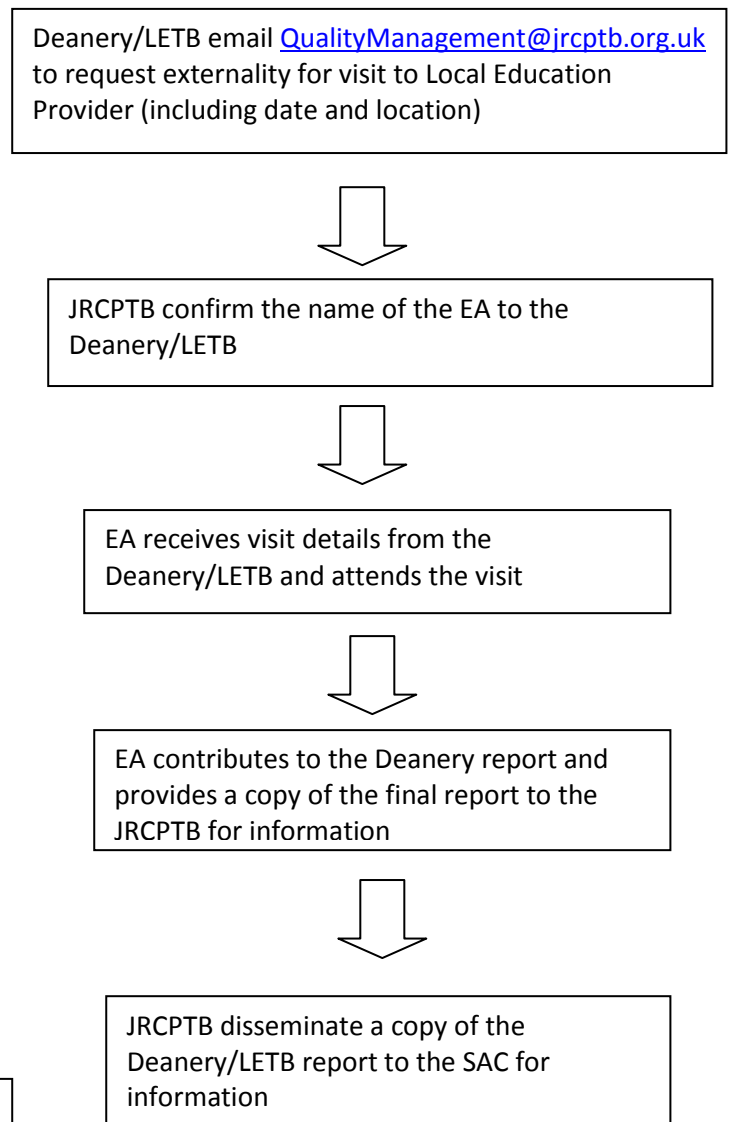 Deanery/LETB email QualityManagement@jrcptb.org.uk
to request externality for visit to Local Education
Provider (including date and location)
JRCPTB confirm the name of the EA to the
Deanery/LETB
EA receives visit details from the
Deanery/LETB and attends the visit
EA contributes to the Deanery report and
provides a copy of the final report to the
JRCPTB for information
JRCPTB disseminate a copy of the
Deanery/LETB report to the SAC for
information